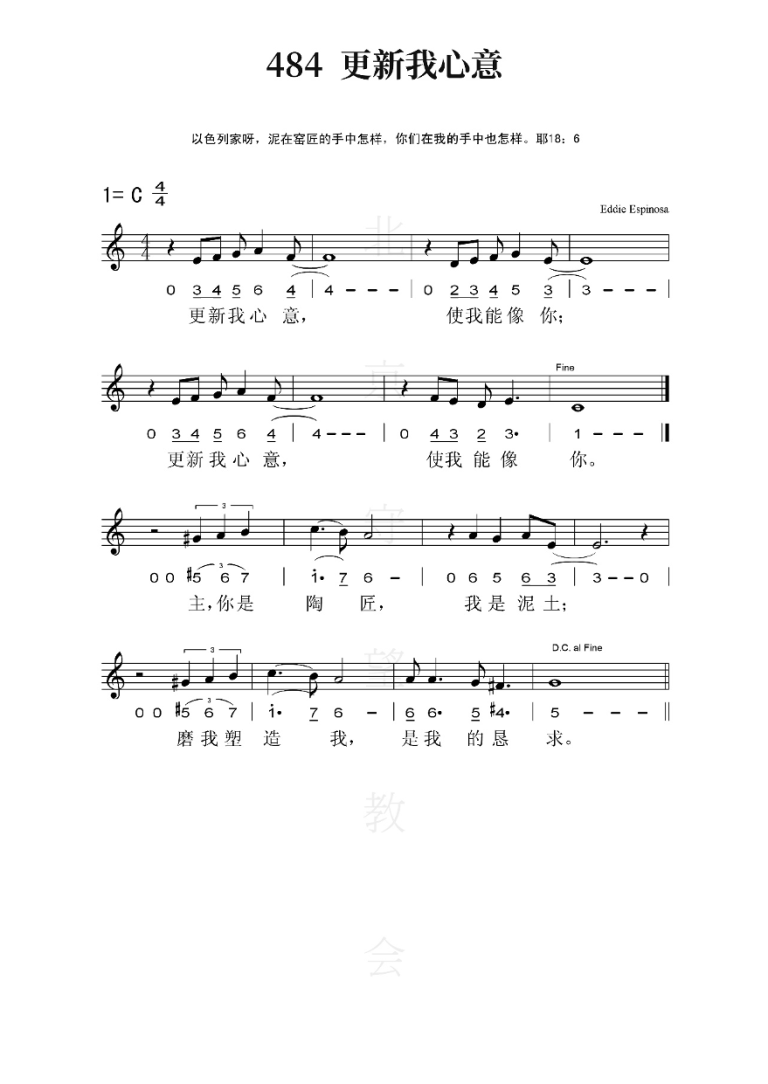 484 更新我心意
以色列家呀，泥在窑匠的手中怎样，你们在我的手中也怎样。耶18：6
1= C 4/4
Eddie Espinosa
0 3 4 5 6 4 | 4 - - - | 0 2 3 4 5 3 | 3 - - - |
更新我心 意， 使我能像 你；
Fine
0 3 4 5 6 4 | 4 - - - | 0 4 3 2 3· | 1 - - - ‖
更新我心 意， 使我 能像 你。
3
0 0 #5 6 7 | 1· 7 6 - | 0 6 5 6 3 | 3 - - 0 |
主，你是 陶 匠， 我 是 泥 土；
3
D.C. al Fine
0 0 #5 6 7 | 1· 7 6 - | 6 6· 5 #4· | 5 - - - ‖
磨我塑 造 我， 是我 的恳 求。
北京守望教会